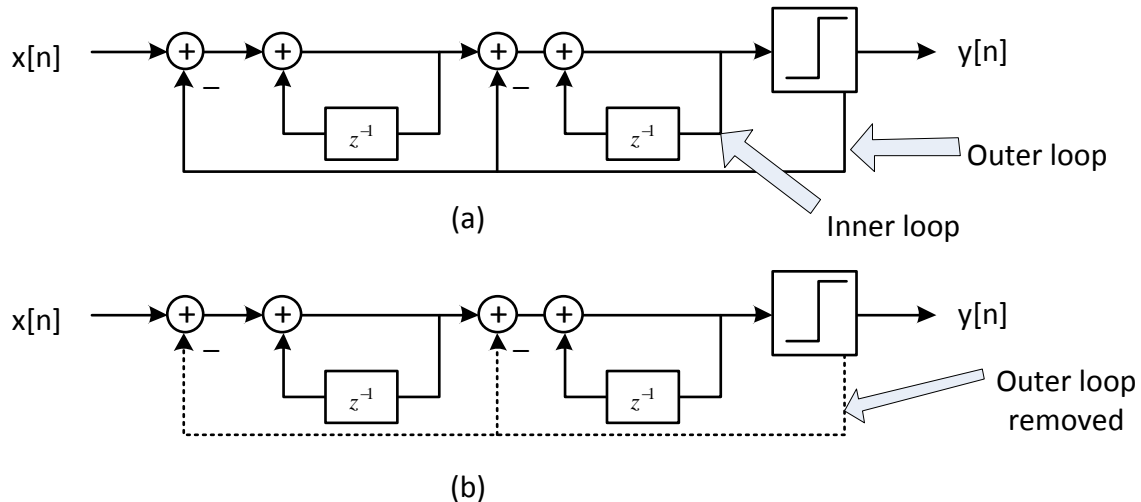 x[n]
+
+
+
+
y[n]
−
−
z⁻¹
z⁻¹
Outer loop
Inner loop
(a)
x[n]
+
+
+
+
y[n]
−
−
z⁻¹
z⁻¹
Outer loop
removed
(b)